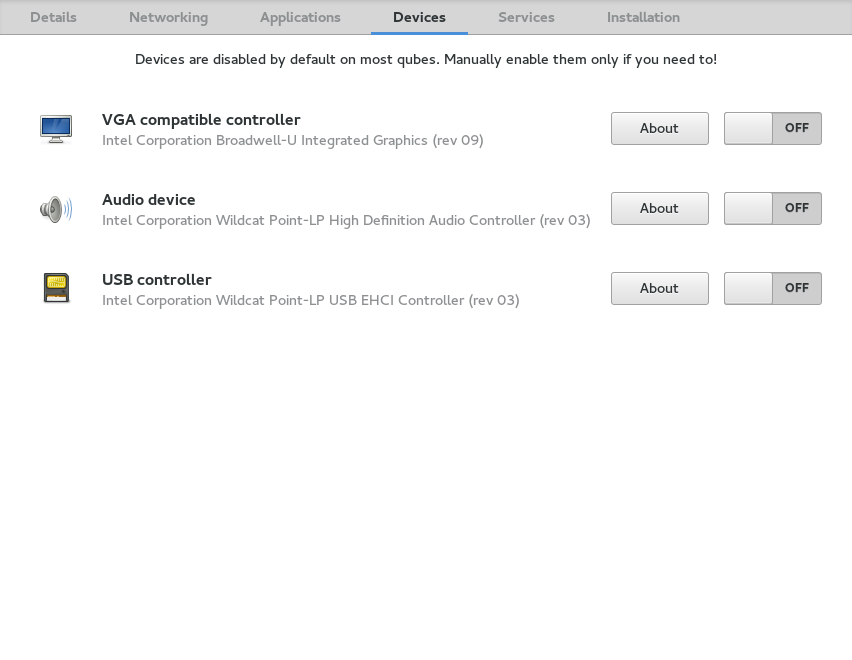 Details Networking Applications Devices Services Installation
Devices are disabled by default on most qubes. Manually enable them only if you need to!
VGA compatible controller
Intel Corporation Broadwell-U Integrated Graphics (rev 09)
About OFF
Audio device
Intel Corporation Wildcat Point-LP High Definition Audio Controller (rev 03)
About OFF
USB controller
Intel Corporation Wildcat Point-LP USB EHCI Controller (rev 03)
About OFF